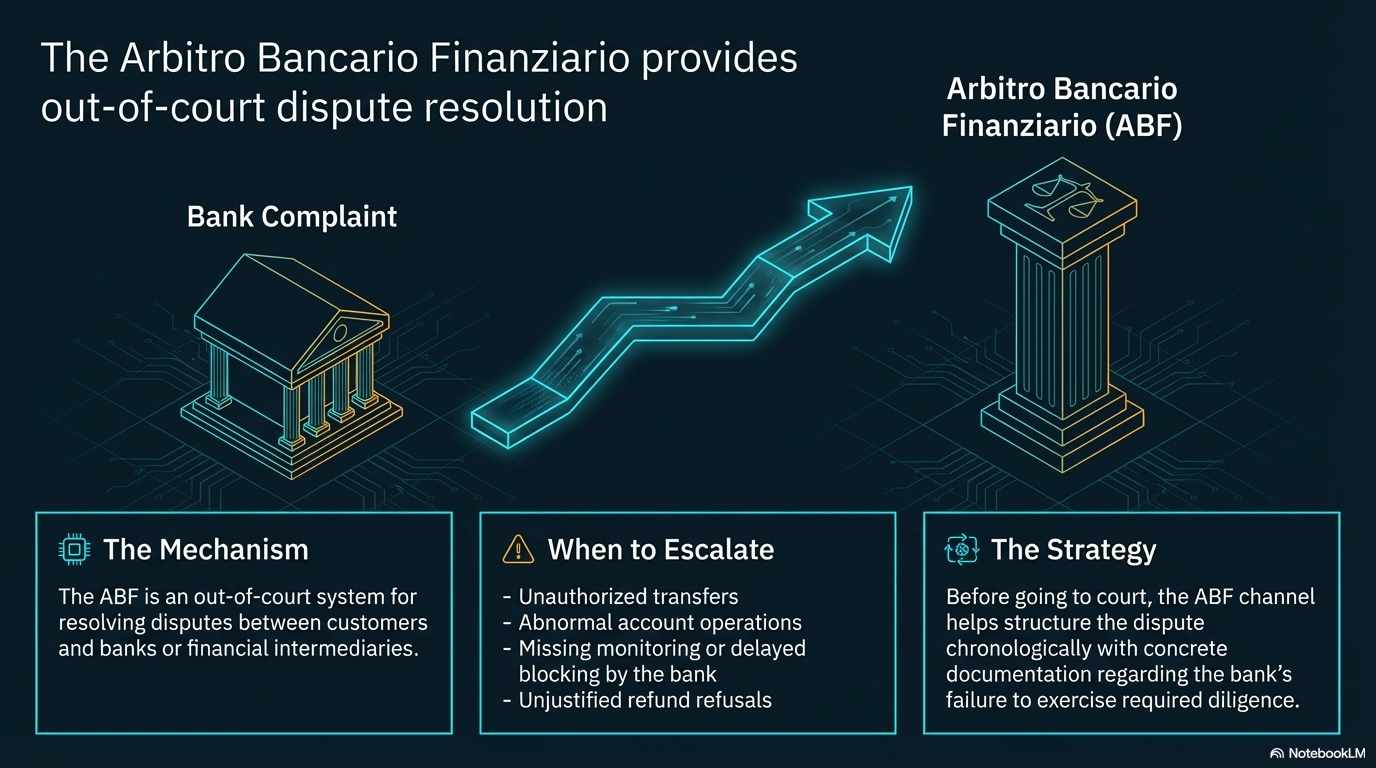 The Arbitro Bancario Finanziario provides
out-of-court dispute resolution
Arbitro Bancario
Finanziario (ABF)
Bank Complaint
The Mechanism
The ABF is an out-of-court system for
resolving disputes between customers
and banks or financial intermediaries.
When to Escalate
- Unauthorized transfers
- Abnormal account operations
- Missing monitoring or delayed
blocking by the bank
- Unjustified refund refusals
The Strategy
Before going to court, the ABF channel
helps structure the dispute
chronologically with concrete
documentation regarding the bank's
failure to exercise required diligence.
NotebookLM